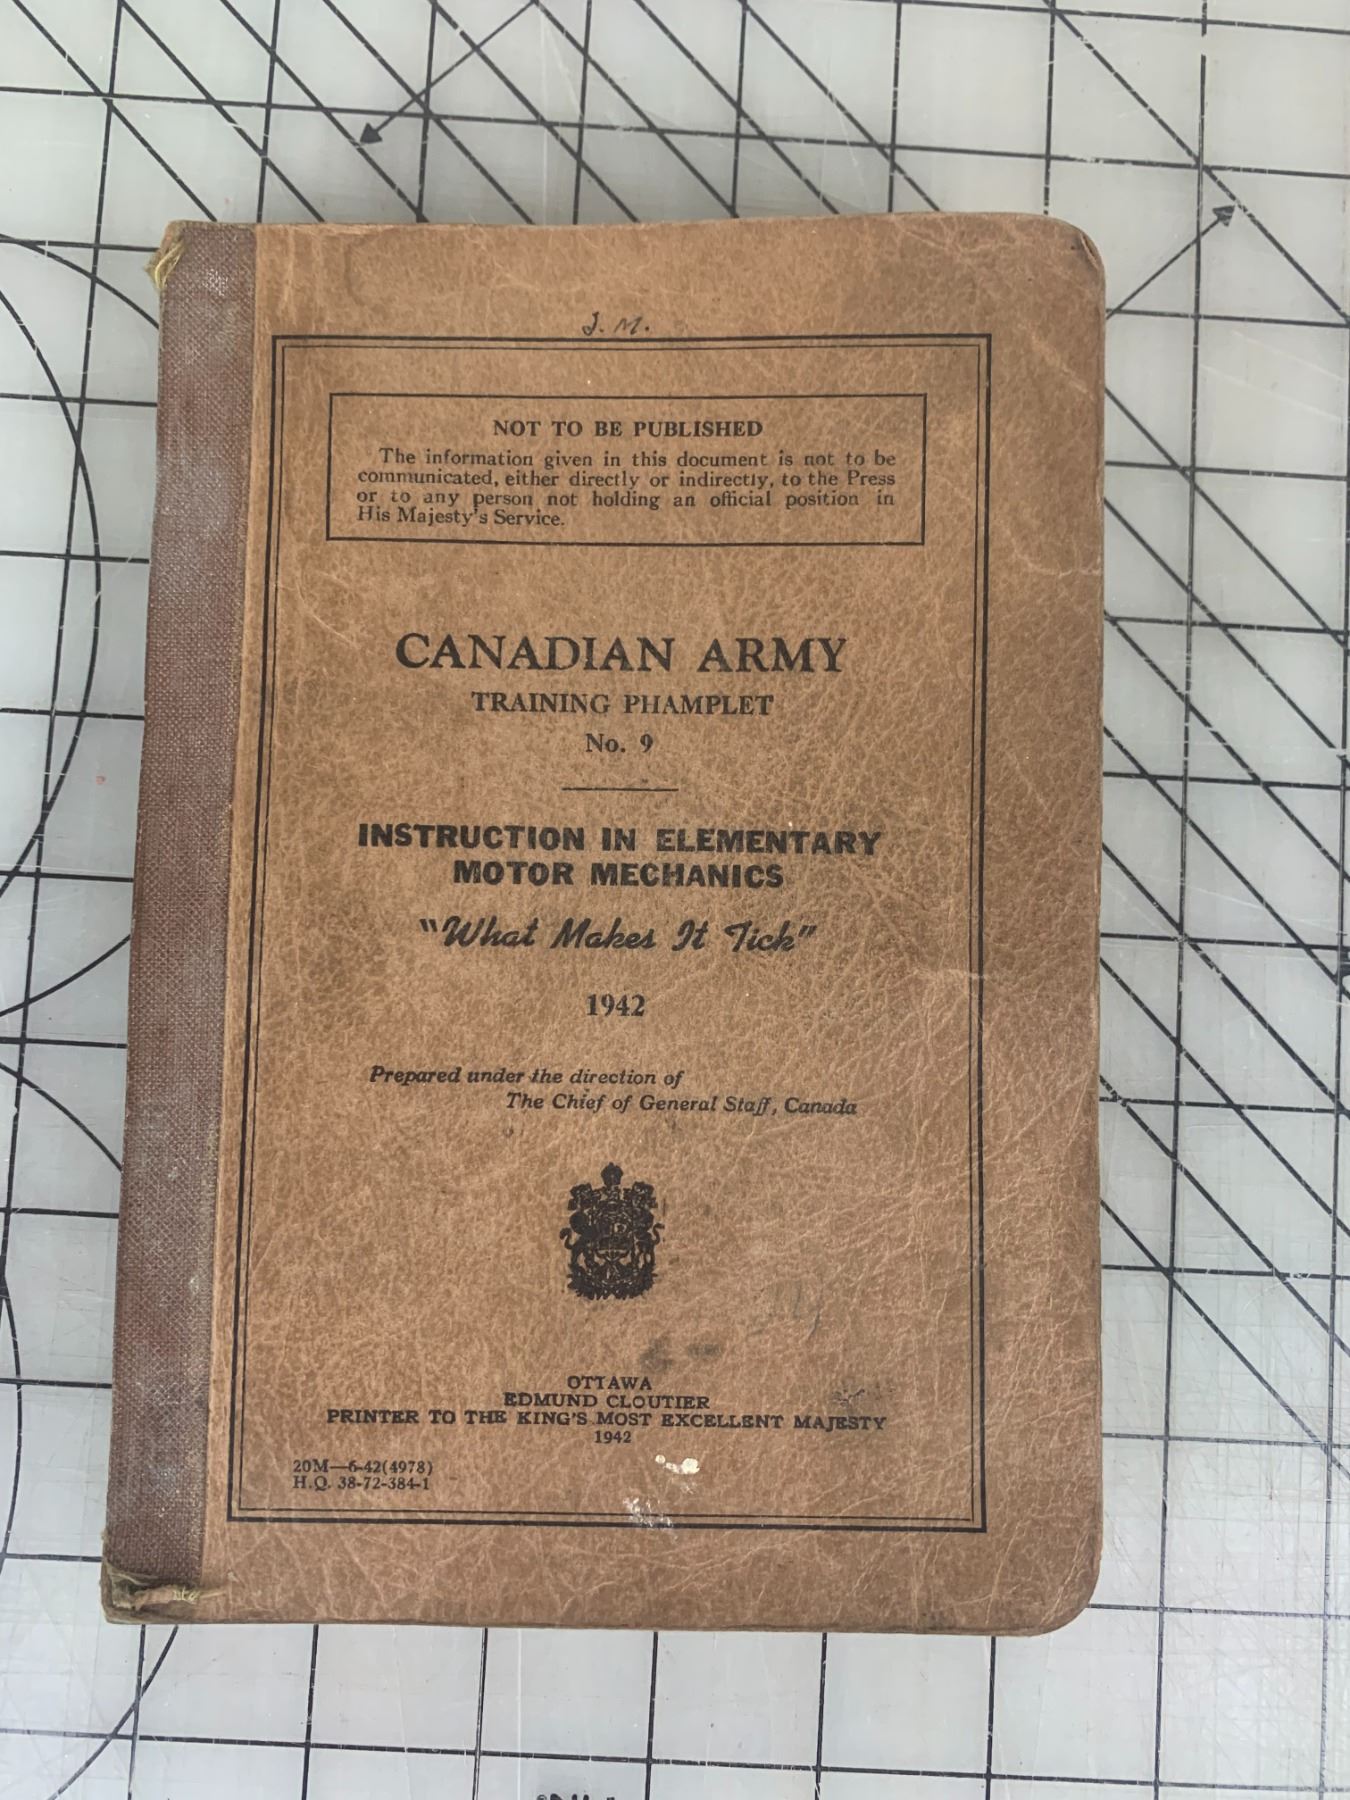 J. M.
NOT TO BE PUBLISHED
The information given in this document is not to be
communicated, either directly or indirectly, to the Press
or to any person not holding an official position in
His Majesty's Service.
CANADIAN ARMY
TRAINING PHAMPLET
No. 9
INSTRUCTION IN ELEMENTARY
MOTOR MECHANICS
"What Makes It Tick"
1942
Prepared under the direction of
The Chief of General Staff, Canada
OTTAWA
EDMUND CLOUTIER
PRINTER TO THE KING'S MOST EXCELLENT MAJESTY
1942
20M—6-42(4978)
H.Q. 38-72-384-1